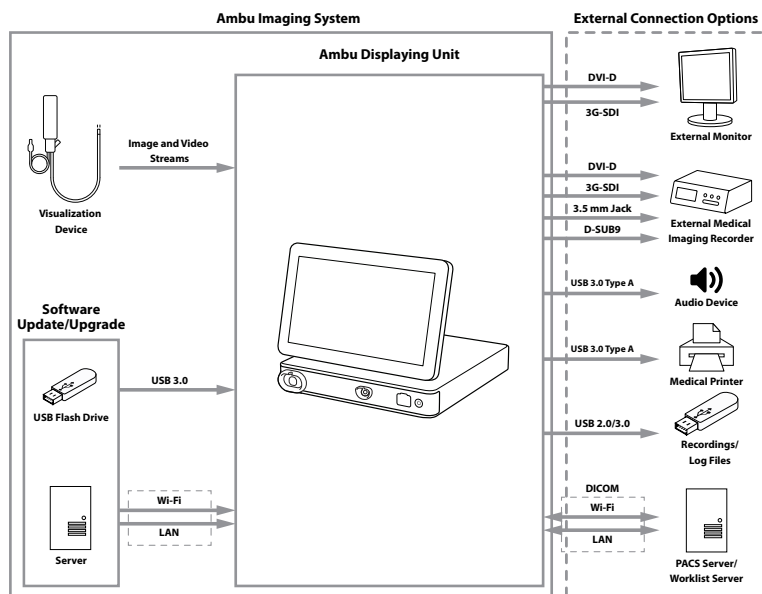 Ambu Imaging System
External Connection Options
Ambu Displaying Unit
Image and Video
Streams
Visualization
Device
Software
Update/Upgrade
USB Flash Drive
USB 3.0
Server
Wi-Fi
LAN
DVI-D
3G-SDI
External Monitor
DVI-D
3G-SDI
3.5 mm Jack
D-SUB9
External Medical
Imaging Recorder
USB 3.0 Type A
Audio Device
USB 3.0 Type A
Medical Printer
USB 2.0/3.0
Recordings/
Log Files
DICOM
Wi-Fi
LAN
PACS Server/
Worklist Server